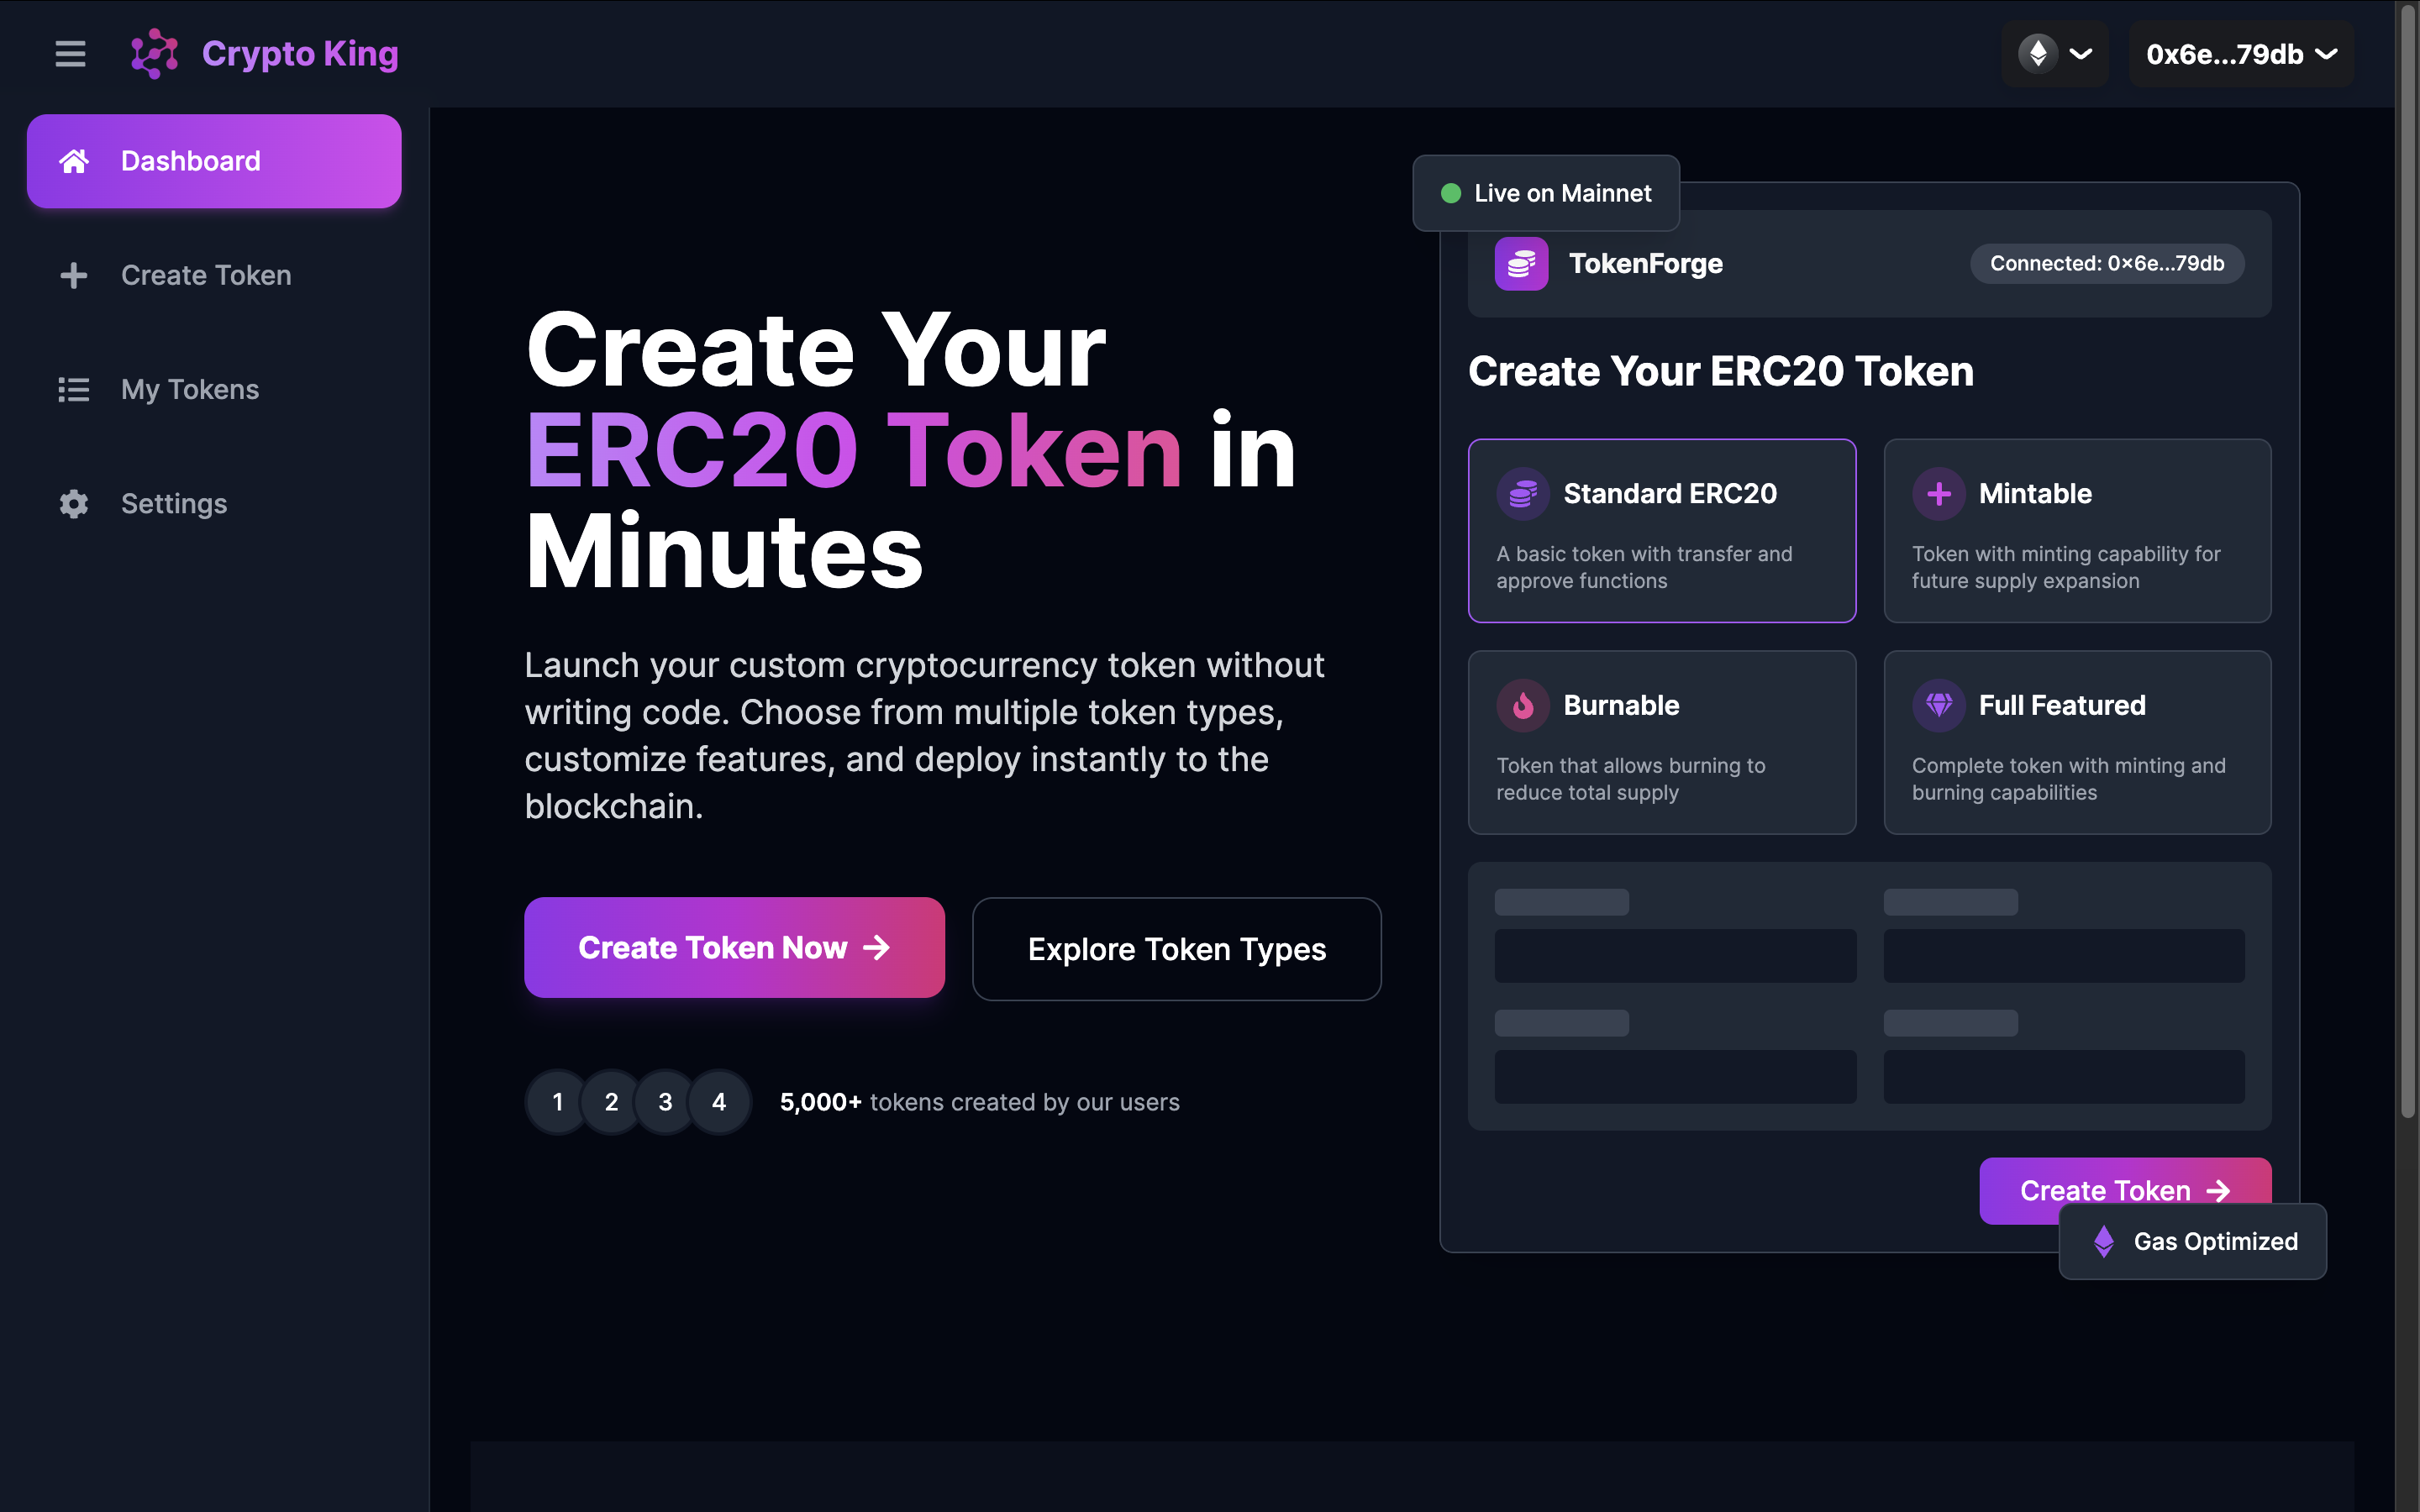 Crypto King
0x6e...79db
Dashboard
Create Token
My Tokens
Settings
Create Your
ERC20 Token in
Minutes
Launch your custom cryptocurrency token without
writing code. Choose from multiple token types,
customize features, and deploy instantly to the
blockchain.
Create Token Now
Explore Token Types
1 2 3 4
5,000+ tokens created by our users
Live on Mainnet
TokenForge
Connected: 0x6e...79db
Create Your ERC20 Token
Standard ERC20
A basic token with transfer and
approve functions
Mintable
Token with minting capability for
future supply expansion
Burnable
Token that allows burning to
reduce total supply
Full Featured
Complete token with minting and
burning capabilities
Create Token
Gas Optimized